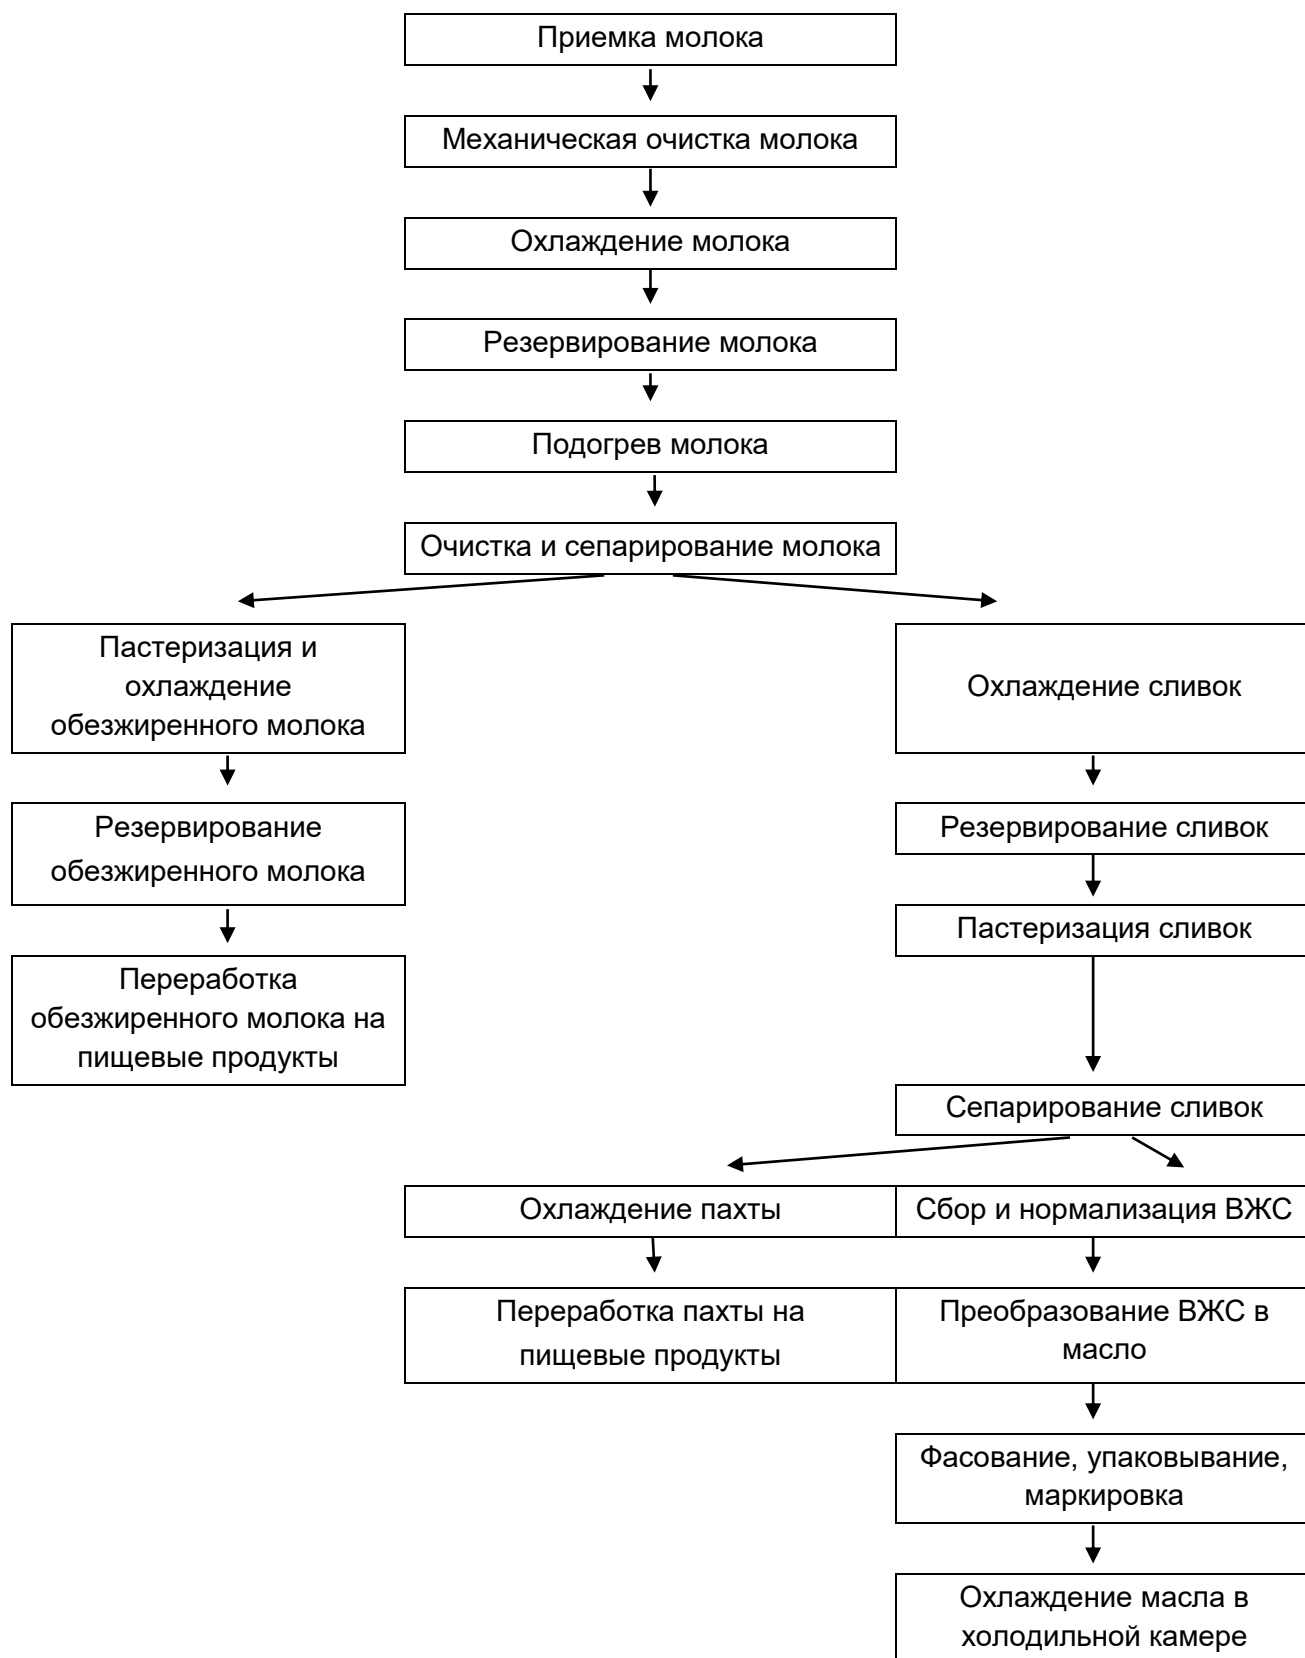 Приемка молока
Механическая очистка молока
Охлаждение молока
Резервирование молока
Подогрев молока
Очистка и сепарирование молока
Пастеризация и
охлаждение
обезжиренного молока
Охлаждение сливок
Резервирование
обезжиренного молока
Резервирование сливок
Пастеризация сливок
Переработка
обезжиренного молока на
пищевые продукты
Сепарирование сливок
Охлаждение пахты
Сбор и нормализация ВЖС
Переработка пахты на
пищевые продукты
Преобразование ВЖС в
масло
Фасование, упаковывание,
маркировка
Охлаждение масла в
холодильной камере